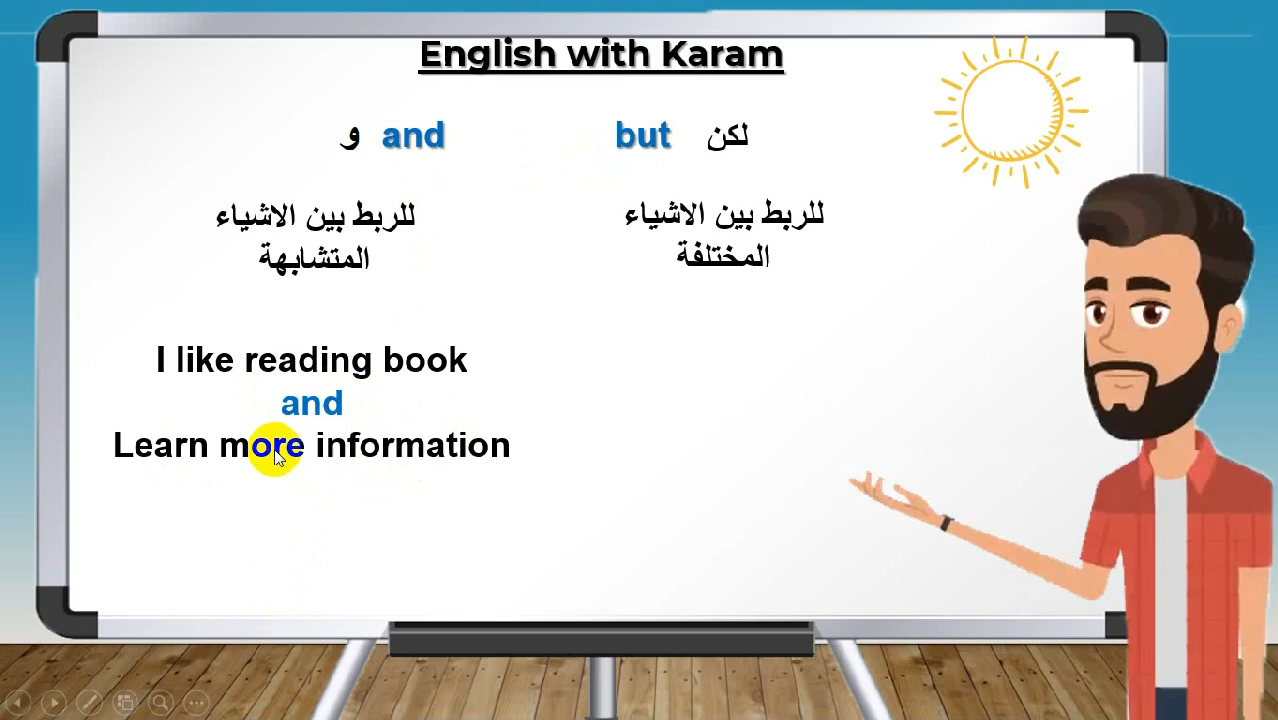 English with Karam
and و
but لكن
للربط بين الاشياء
المتشابهة
للربط بين الاشياء
المختلفة
I like reading book
and
Learn more information